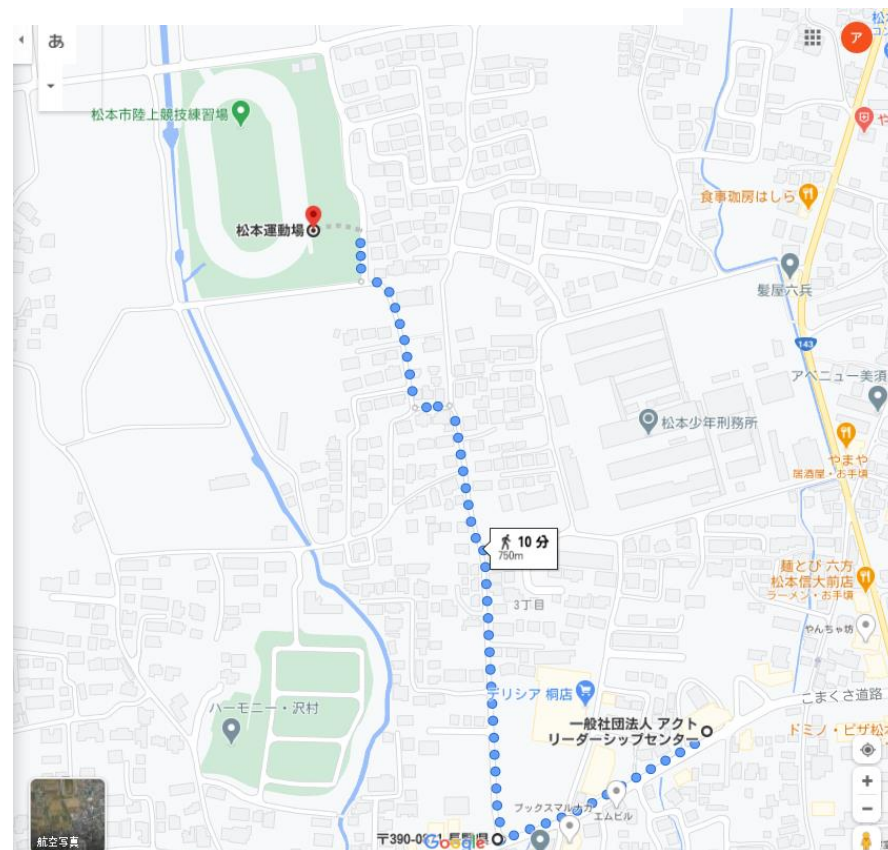 あ
ア
松本市陸上競技練習場
食事珈房はしら
松本運動場
髪屋六兵
143
アベニュー美須
松本少年刑務所
やまや
居酒屋・お手頃
10 分
750m
麺とび 六方
松本信大前店
ラーメン・お手頃
3丁目
やんちゃ坊
デリシア 桐店
こまくさ道路
ハーモニー・沢村
一般社団法人 アクト
リーダーシップセンター
ドミノ・ピザ松本
ブックスマルナカ
エムビル
航空写真
Google